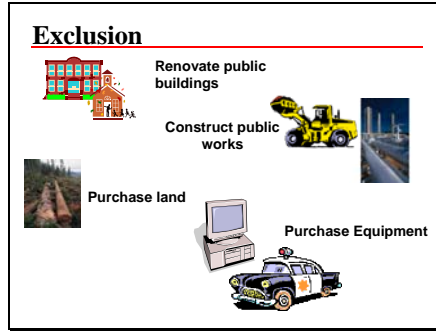 Exclusion
Renovate public
buildings
Construct public
works
Purchase land
Purchase Equipment